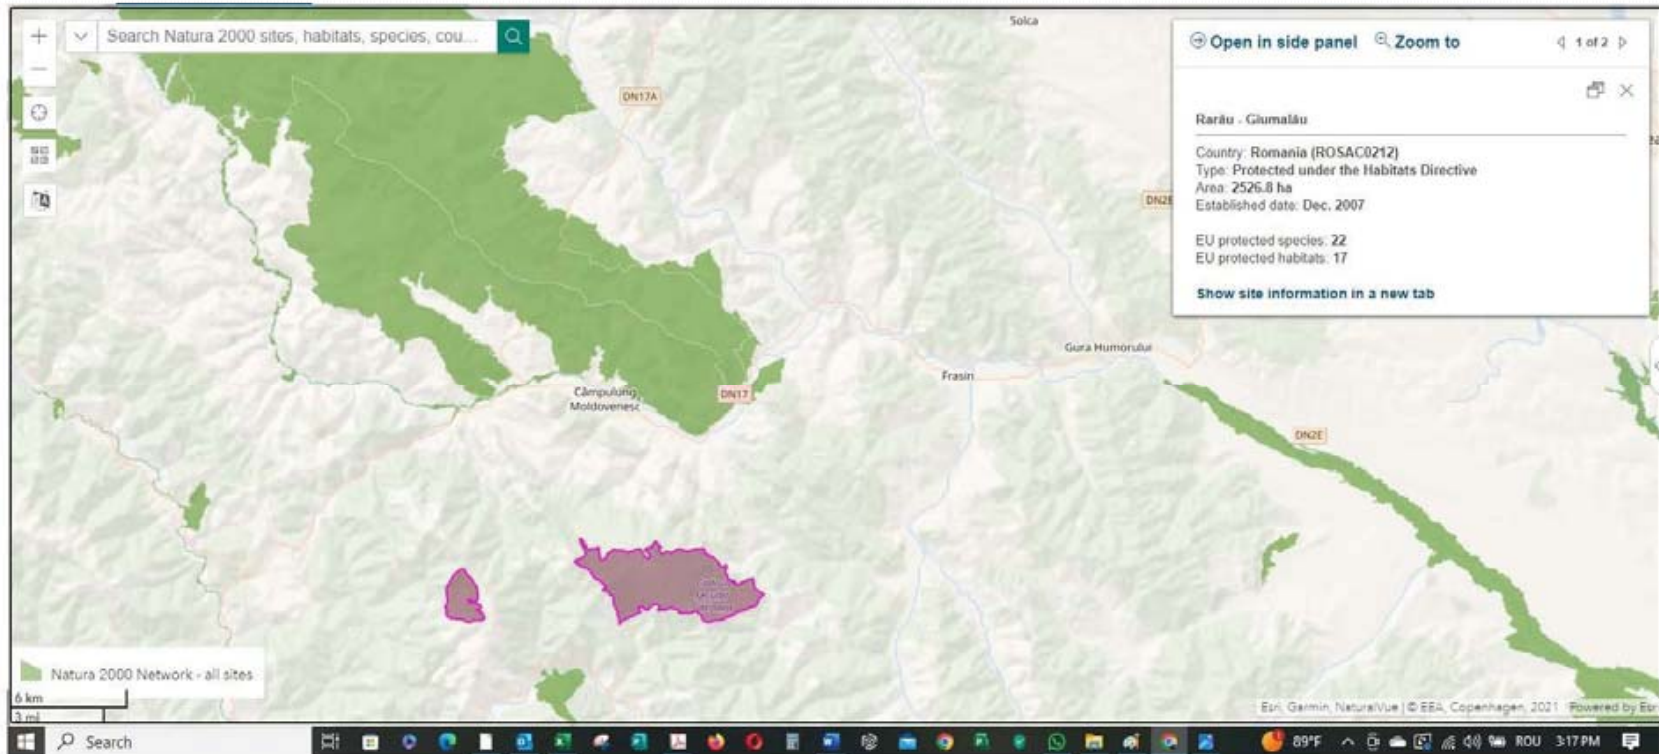 Search Natura 2000 sites, habitats, species, cou...
Solca
DN17A
Open in side panel
Zoom to
1 of 2
Rarău - Giumalău
Country: Romania (ROSAC0212)
Type: Protected under the Habitats Directive
Area: 2526.8 ha
Established date: Dec. 2007
EU protected species: 22
EU protected habitats: 17
Show site information in a new tab
DN2E
Gura Humorului
Frasin
Câmpulung
Moldovenesc
DN17
DN2E
Natura 2000 Network - all sites
6 km
3 mi
Esri, Garmin, NaturalVue | © EEA, Copenhagen, 2021
Powered by Esri
Search
89°F
ROU
3:17 PM